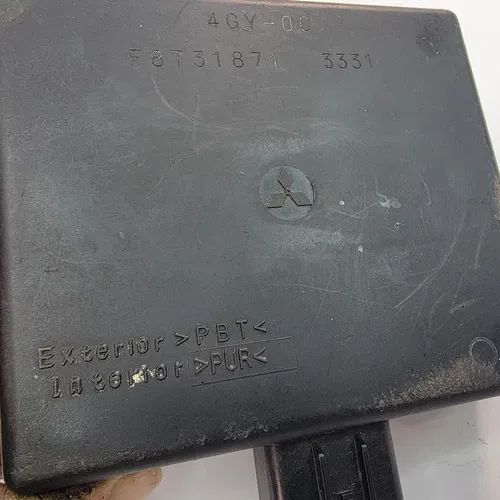 4GY-00
F8T31871 3331
Exterior >PBT<
Interior >PUR<